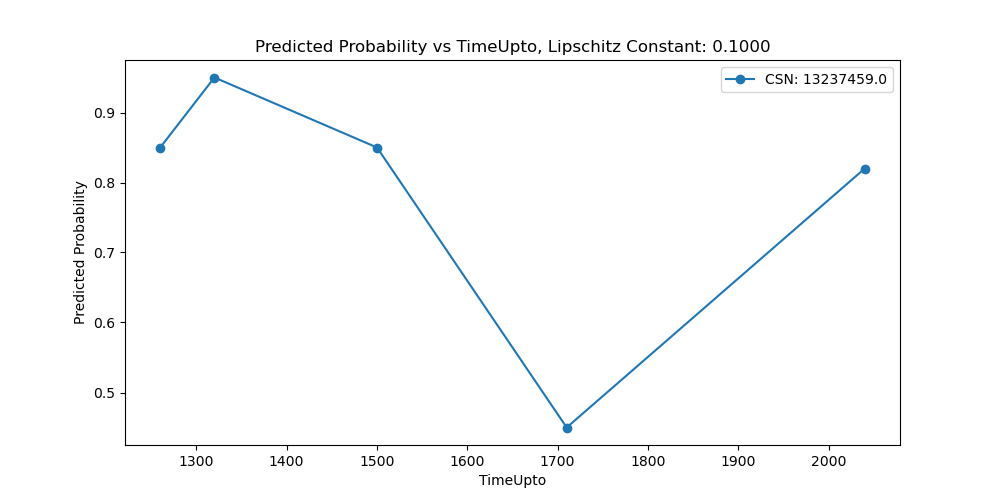 Predicted Probability vs TimeUpto, Lipschitz Constant: 0.1000
CSN: 13237459.0
Predicted Probability
0.9
0.8
0.7
0.6
0.5
1300 1400 1500 1600 1700 1800 1900 2000
TimeUpto